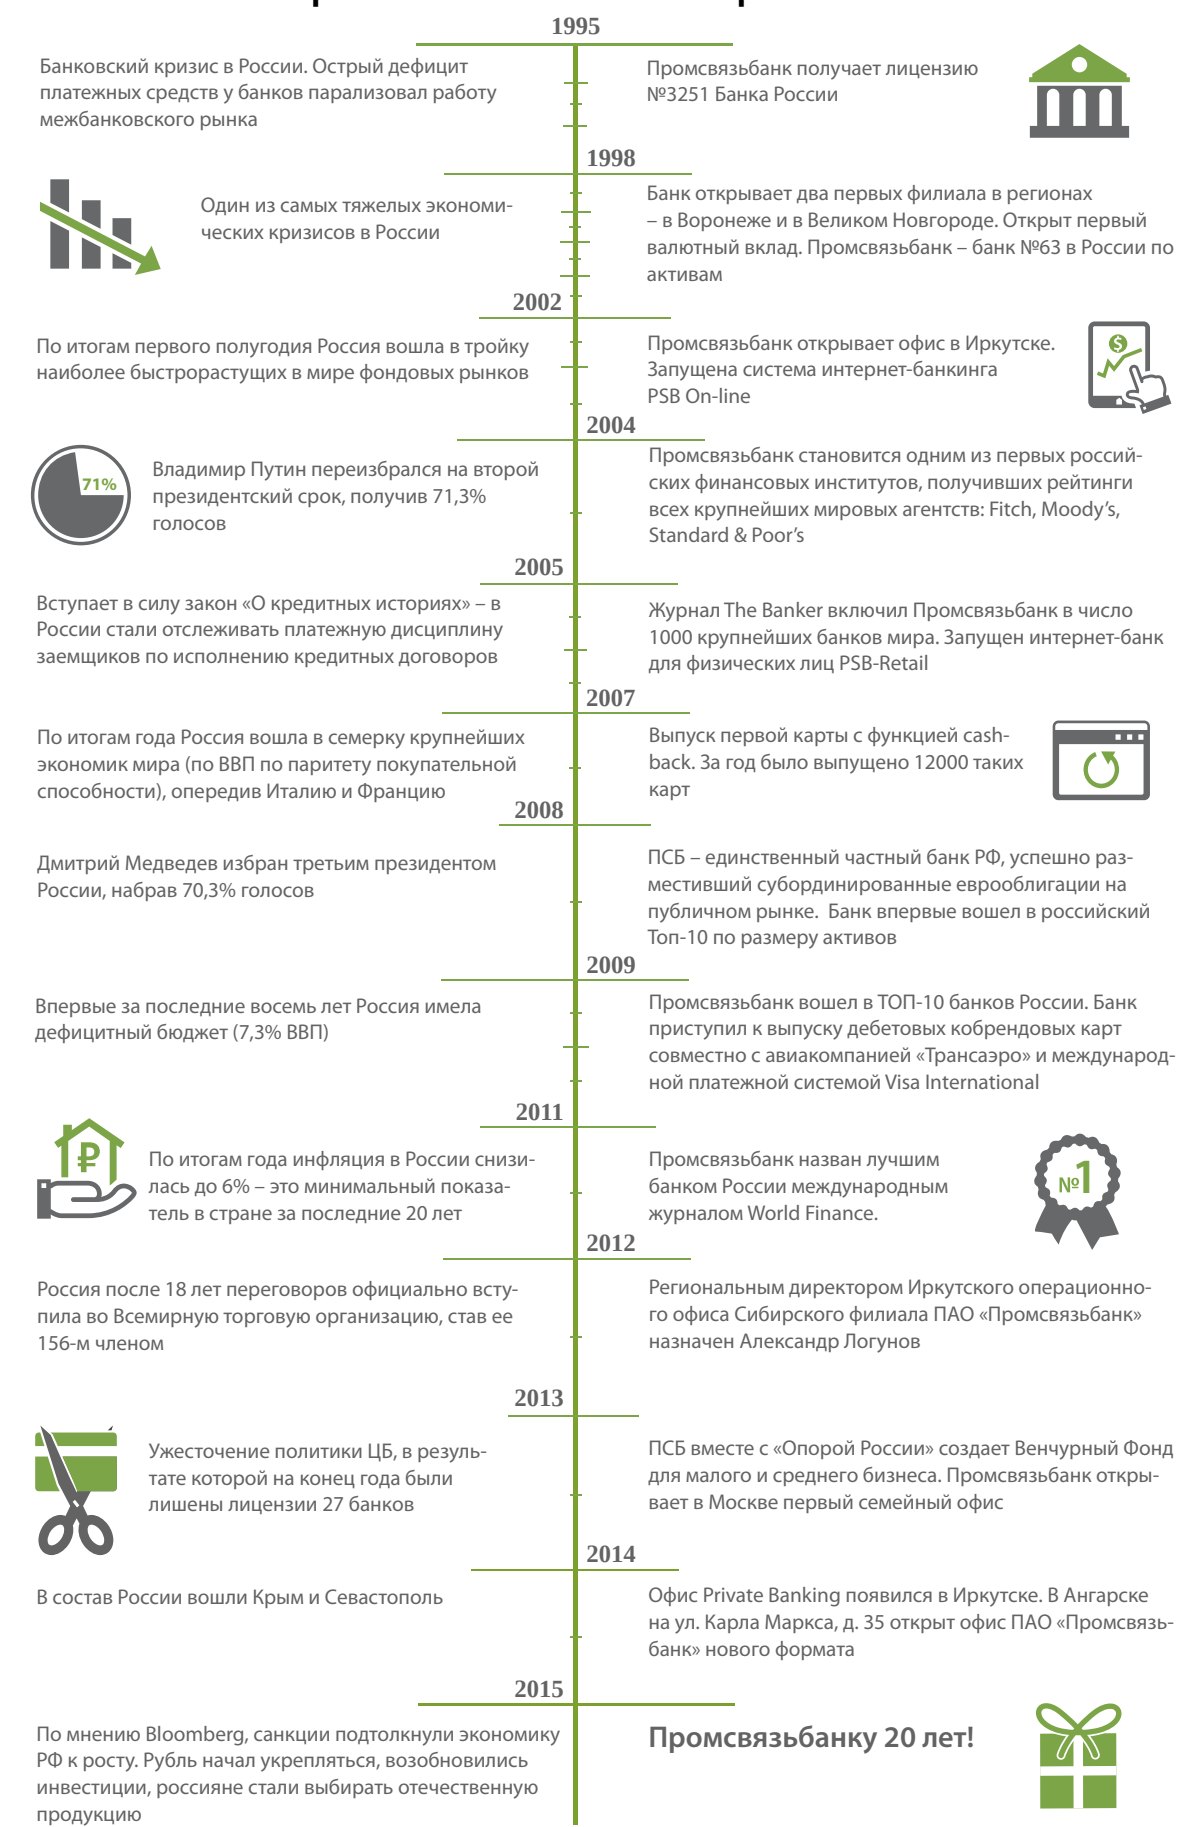 1995
Банковский кризис в России. Острый дефицит
платежных средств у банков парализовал работу
межбанковского рынка
Промсвязьбанк получает лицензию
№3251 Банка России
1998
Один из самых тяжелых экономи-
ческих кризисов в России
Банк открывает два первых филиала в регионах
– в Воронеже и в Великом Новгороде. Открыт первый
валютный вклад. Промсвязьбанк – банк №63 в России по
активам
2002
По итогам первого полугодия Россия вошла в тройку
наиболее быстрорастущих в мире фондовых рынков
Промсвязьбанк открывает офис в Иркутске.
Запущена система интернет-банкинга
PSB On-line
$
2004
71%
Владимир Путин переизбрался на второй
президентский срок, получив 71,3%
голосов
Промсвязьбанк становится одним из первых россий-
ских финансовых институтов, получивших рейтинги
всех крупнейших мировых агентств: Fitch, Moody’s,
Standard & Poor’s
2005
Вступает в силу закон «О кредитных историях» – в
России стали отслеживать платежную дисциплину
заемщиков по исполнению кредитных договоров
Журнал The Banker включил Промсвязьбанк в число
1000 крупнейших банков мира. Запущен интернет-банк
для физических лиц PSB-Retail
2007
По итогам года Россия вошла в семерку крупнейших
экономик мира (по ВВП по паритету покупательной
способности), опередив Италию и Францию
Выпуск первой карты с функцией cash-
back. За год было выпущено 12000 таких
карт
2008
Дмитрий Медведев избран третьим президентом
России, набрав 70,3% голосов
ПСБ – единственный частный банк РФ, успешно раз-
местивший субординированные еврооблигации на
публичном рынке.  Банк впервые вошел в российский
Топ-10 по размеру активов
2009
Впервые за последние восемь лет Россия имела
дефицитный бюджет (7,3% ВВП)
Промсвязьбанк вошел в ТОП-10 банков России. Банк
приступил к выпуску дебетовых кобрендовых карт
совместно с авиакомпанией «Трансаэро» и международ-
ной платежной системой Visa International
2011
₽
По итогам года инфляция в России снизи-
лась до 6% – это минимальный показа-
тель в стране за последние 20 лет
Промсвязьбанк назван лучшим
банком России международным
журналом World Finance.
№1
2012
Россия после 18 лет переговоров официально всту-
пила во Всемирную торговую организацию, став ее
156-м членом
Региональным директором Иркутского операционно-
го офиса Сибирского филиала ПАО «Промсвязьбанк»
назначен Александр Логунов
2013
Ужесточение политики ЦБ, в резуль-
тате которой на конец года были
лишены лицензии 27 банков
ПСБ вместе с «Опорой России» создает Венчурный Фонд
для малого и среднего бизнеса. Промсвязьбанк откры-
вает в Москве первый семейный офис
2014
В состав России вошли Крым и Севастополь
Офис Private Banking появился в Иркутске. В Ангарске
на ул. Карла Маркса, д. 35 открыт офис ПАО «Промсвязь-
банк» нового формата
2015
По мнению Bloomberg, санкции подтолкнули экономику
РФ к росту. Рубль начал укрепляться, возобновились
инвестиции, россияне стали выбирать отечественную
продукцию
Промсвязьбанку 20 лет!